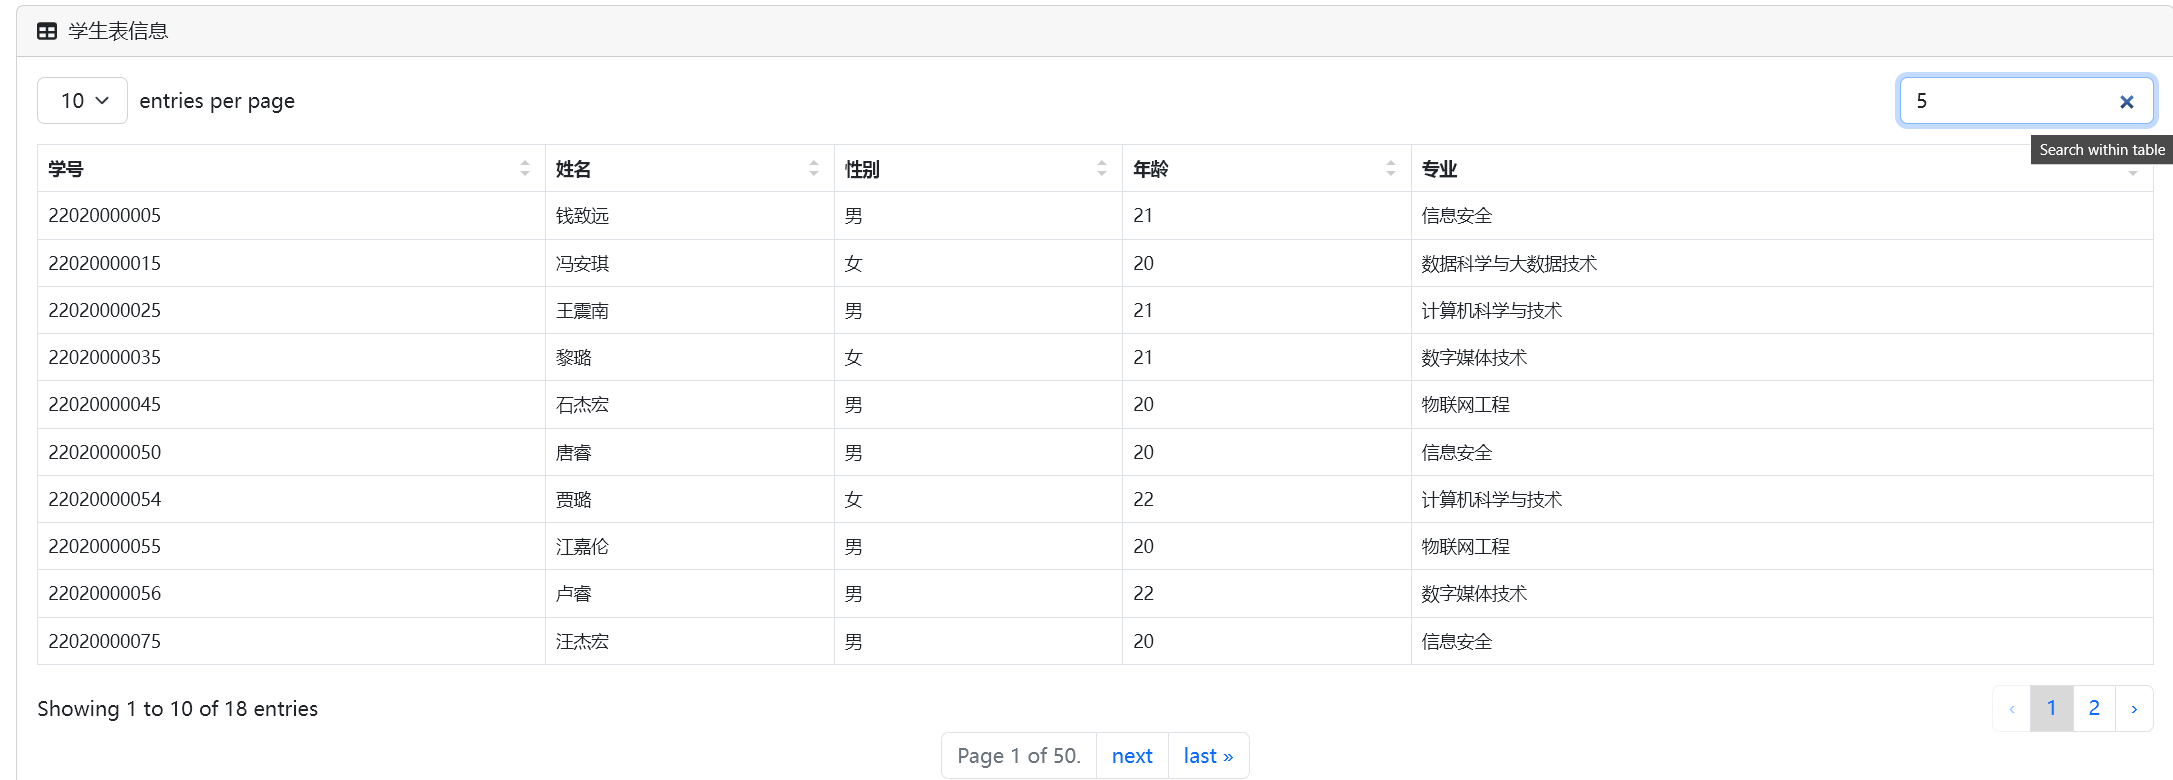 学生表信息
10 entries per page
5
Search within table
学号 姓名 性别 年龄 专业
22020000005 钱致远 男 21 信息安全
22020000015 冯安琪 女 20 数据科学与大数据技术
22020000025 王震南 男 21 计算机科学与技术
22020000035 黎璐 女 21 数字媒体技术
22020000045 石杰宏 男 20 物联网工程
22020000050 唐睿 男 20 信息安全
22020000054 贾璐 女 22 计算机科学与技术
22020000055 江嘉伦 男 20 物联网工程
22020000056 卢睿 男 22 数字媒体技术
22020000075 汪杰宏 男 20 信息安全
Showing 1 to 10 of 18 entries
‹ 1 2 ›
Page 1 of 50. next last »